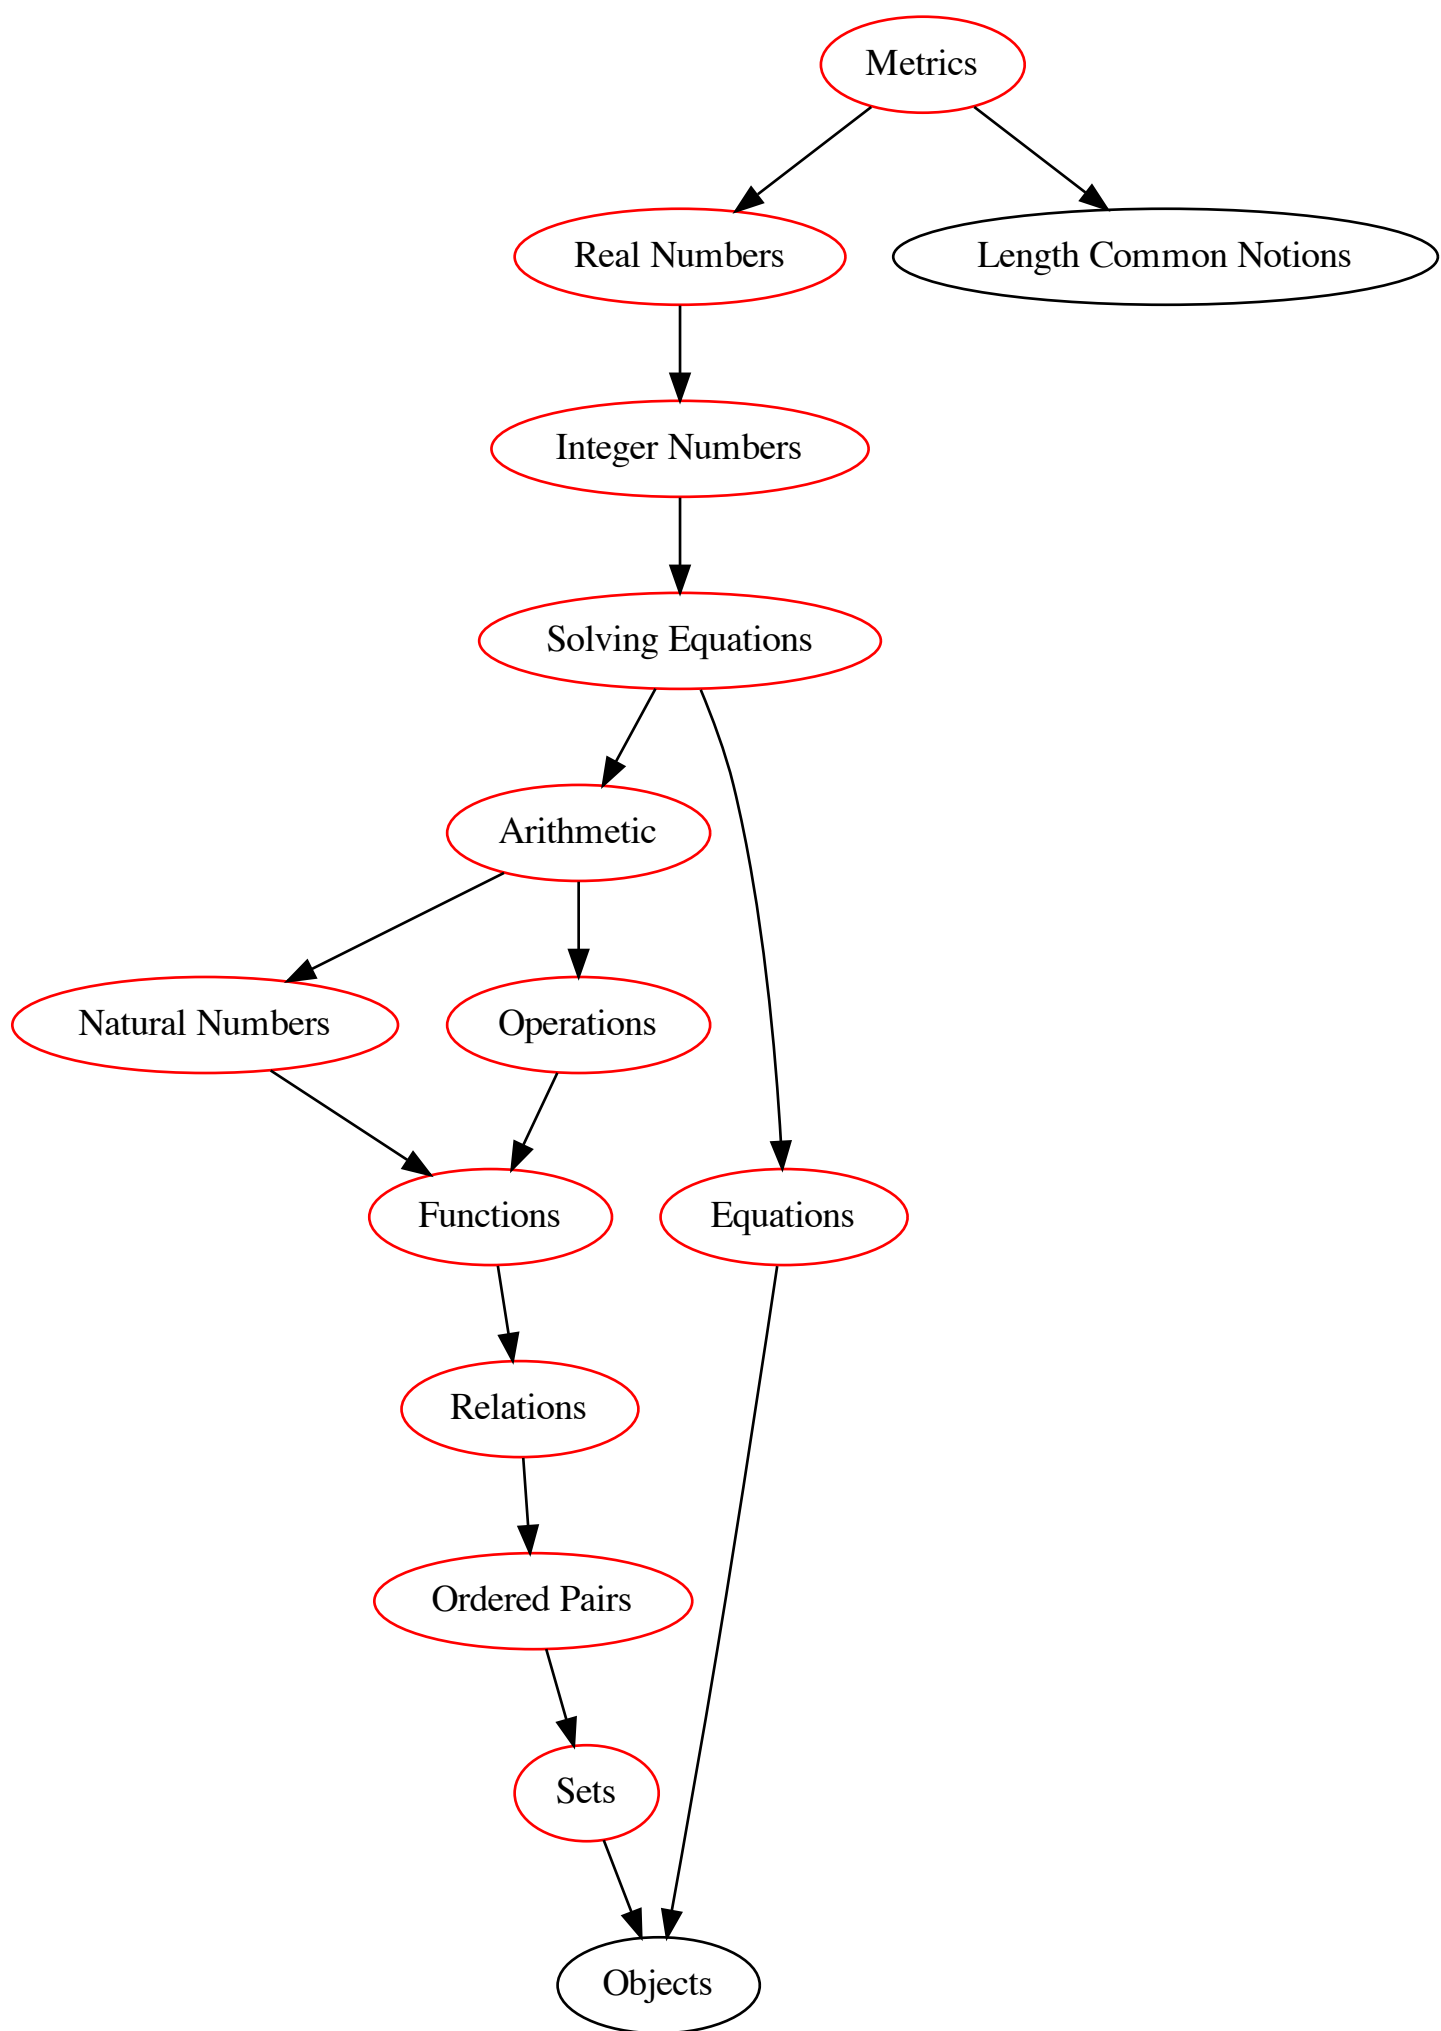 Metrics
Real Numbers
Length Common Notions
Integer Numbers
Solving Equations
Arithmetic
Natural Numbers
Operations
Functions
Equations
Relations
Ordered Pairs
Sets
Objects